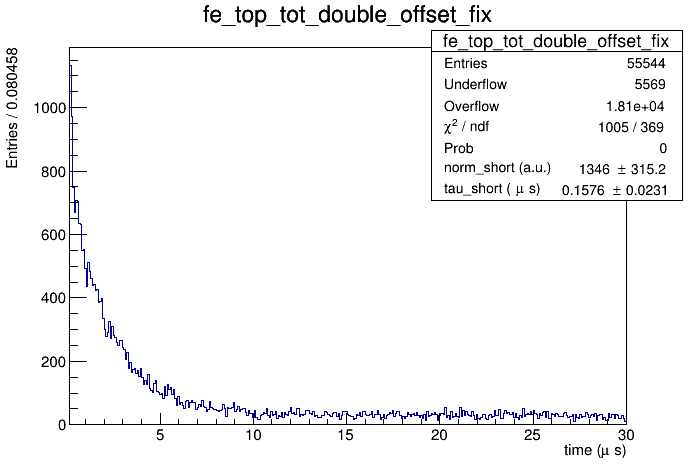 fe_top_tot_double_offset_fix
fe_top_tot_double_offset_fix
Entries 55544
Underflow 5569
Overflow 1.81e+04
χ² / ndf 1005 / 369
Prob 0
norm_short (a.u.) 1346 ± 315.2
tau_short ( μ s) 0.1576 ± 0.0231
Entries / 0.080458
1000
800
600
400
200
0
5 10 15 20 25 30
time (μ s)